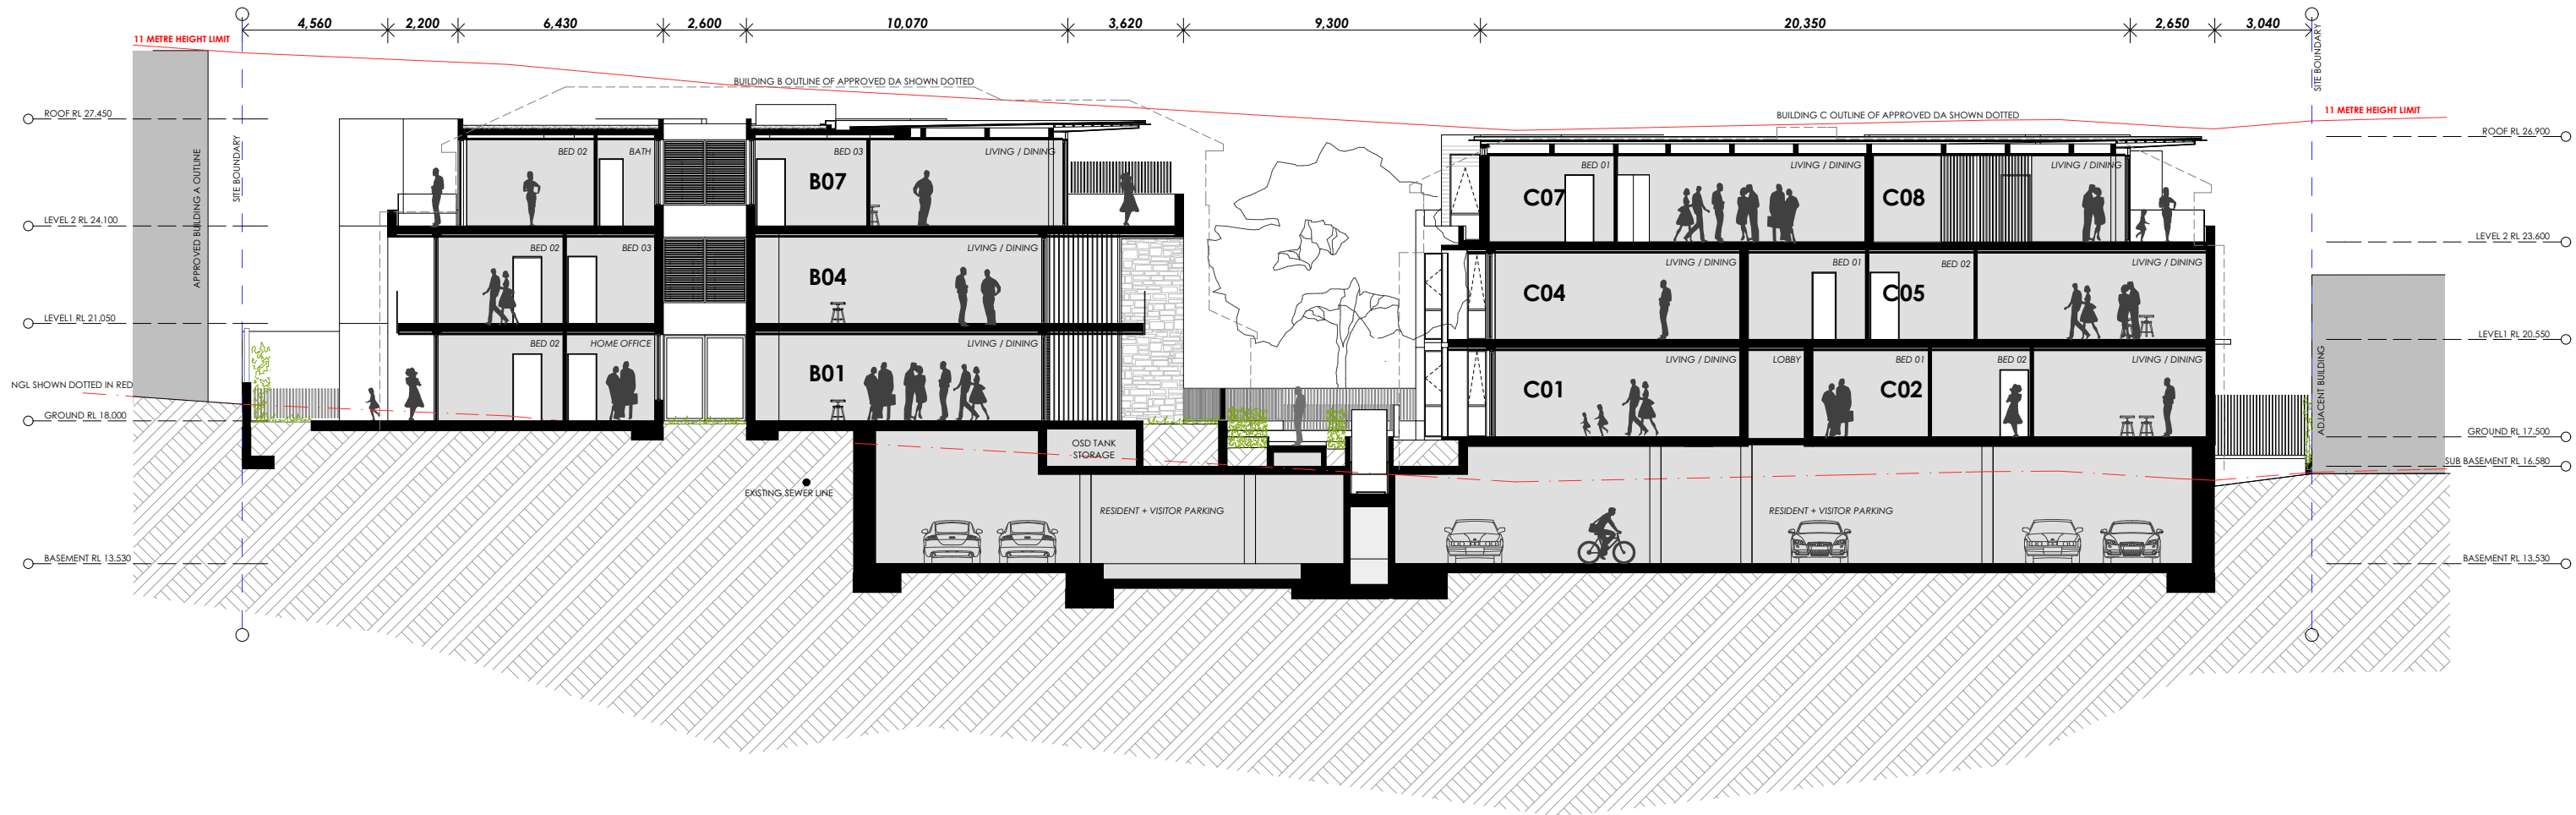 4,560 2,200 6,430 2,600 10,070 3,620 9,300 20,350 2,650 3,040
11 METRE HEIGHT LIMIT
SITE BOUNDARY
BUILDING B OUTLINE OF APPROVED DA SHOWN DOTTED
11 METRE HEIGHT LIMIT
BUILDING C OUTLINE OF APPROVED DA SHOWN DOTTED
ROOF RL 27.450
ROOF RL 26.900
APPROVED BUILDING A OUTLINE
SITE BOUNDARY
BED 02 BATH BED 03 LIVING / DINING
BED 01 LIVING / DINING LIVING / DINING
B07
C07 C08
LEVEL 2 RL 24.100
LEVEL 2 RL 23.600
BED 02 BED 03 LIVING / DINING
LIVING / DINING BED 01 BED 02 LIVING / DINING
B04
C04 C05
LEVEL1 RL 21.050
LEVEL1 RL 20.550
BED 02 HOME OFFICE LIVING / DINING
LIVING / DINING LOBBY BED 01 BED 02 LIVING / DINING
B01
C01 C02
ADJACENT BUILDING
NGL SHOWN DOTTED IN RED
GROUND RL 18.000
GROUND RL 17.500
OSD TANK
STORAGE
SUB BASEMENT RL 16.580
EXISTING SEWER LINE
RESIDENT + VISITOR PARKING
RESIDENT + VISITOR PARKING
BASEMENT RL 13.530
BASEMENT RL 13.530